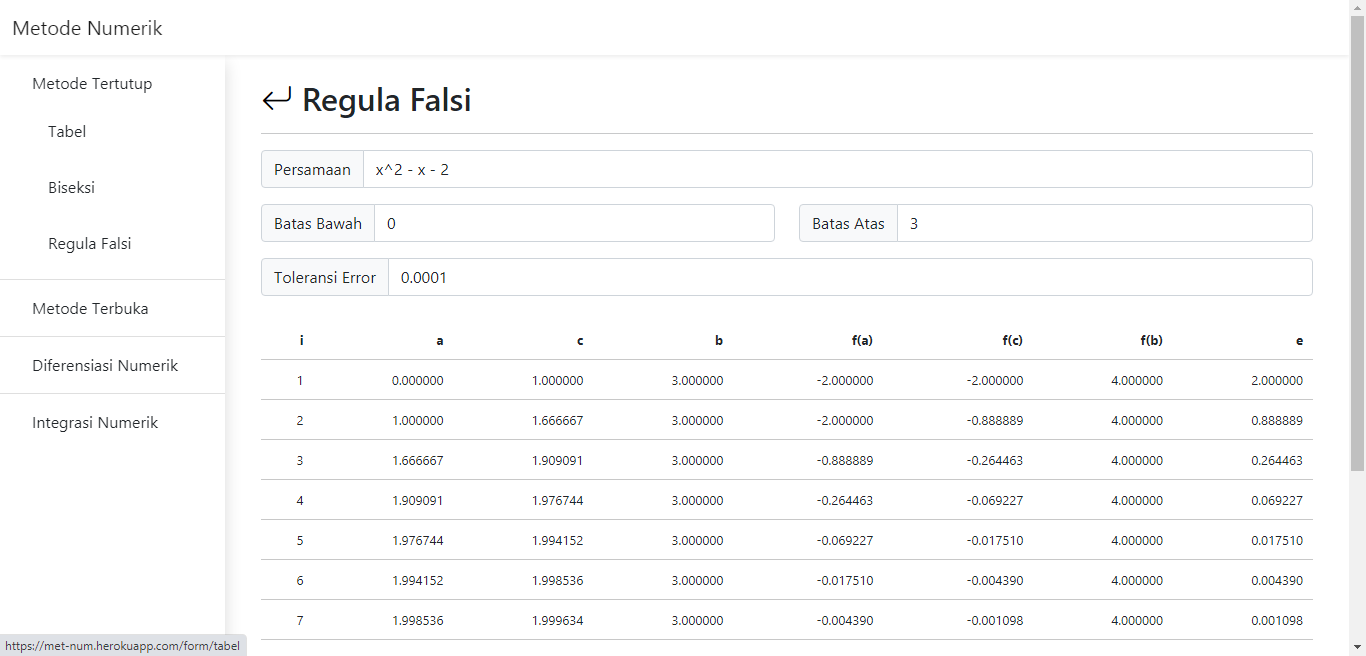 Metode Numerik
Metode Tertutup
Tabel
Biseksi
Regula Falsi
Metode Terbuka
Diferensiasi Numerik
Integrasi Numerik
Regula Falsi
Persamaan x^2 - x - 2
Batas Bawah 0 Batas Atas 3
Toleransi Error 0.0001
i a c b f(a) f(c) f(b) e
1 0.000000 1.000000 3.000000 -2.000000 -2.000000 4.000000 2.000000
2 1.000000 1.666667 3.000000 -2.000000 -0.888889 4.000000 0.888889
3 1.666667 1.909091 3.000000 -0.888889 -0.264463 4.000000 0.264463
4 1.909091 1.976744 3.000000 -0.264463 -0.069227 4.000000 0.069227
5 1.976744 1.994152 3.000000 -0.069227 -0.017510 4.000000 0.017510
6 1.994152 1.998536 3.000000 -0.017510 -0.004390 4.000000 0.004390
7 1.998536 1.999634 3.000000 -0.004390 -0.001098 4.000000 0.001098
https://met-num.herokuapp.com/form/tabel